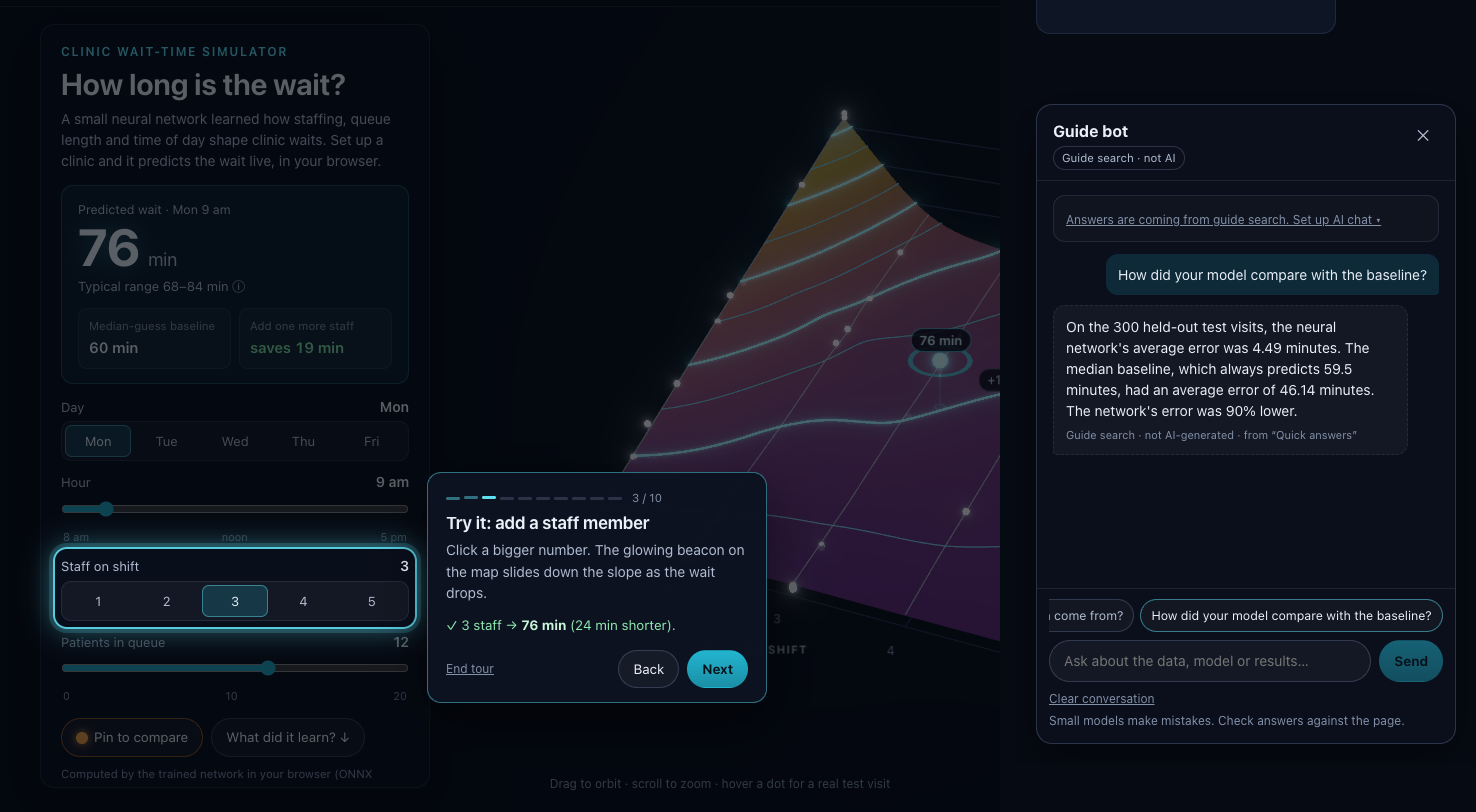 CLINIC WAIT-TIME SIMULATOR
How long is the wait?
A small neural network learned how staffing, queue
length and time of day shape clinic waits. Set up a
clinic and it predicts the wait live, in your browser.
Predicted wait · Mon 9 am
76 min
Typical range 68–84 min ⓘ
Median-guess baseline
60 min
Add one more staff
saves 19 min
Day Mon
Mon Tue Wed Thu Fri
Hour 9 am
8 am noon 5 pm
Staff on shift 3
1 2 3 4 5
Patients in queue 12
0 10 20
Pin to compare
What did it learn? ↓
Computed by the trained network in your browser (ONNX
76 min
+1
3
SHIFT
4
3 / 10
Try it: add a staff member
Click a bigger number. The glowing beacon on
the map slides down the slope as the wait
drops.
✓ 3 staff → 76 min (24 min shorter).
End tour
Back
Next
Drag to orbit · scroll to zoom · hover a dot for a real test visit
Guide bot
Guide search · not AI
Answers are coming from guide search. Set up AI chat ▾
How did your model compare with the baseline?
On the 300 held-out test visits, the neural
network's average error was 4.49 minutes. The
median baseline, which always predicts 59.5
minutes, had an average error of 46.14 minutes.
The network's error was 90% lower.
Guide search · not AI-generated · from “Quick answers”
come from?
How did your model compare with the baseline?
Ask about the data, model or results…
Send
Clear conversation
Small models make mistakes. Check answers against the page.